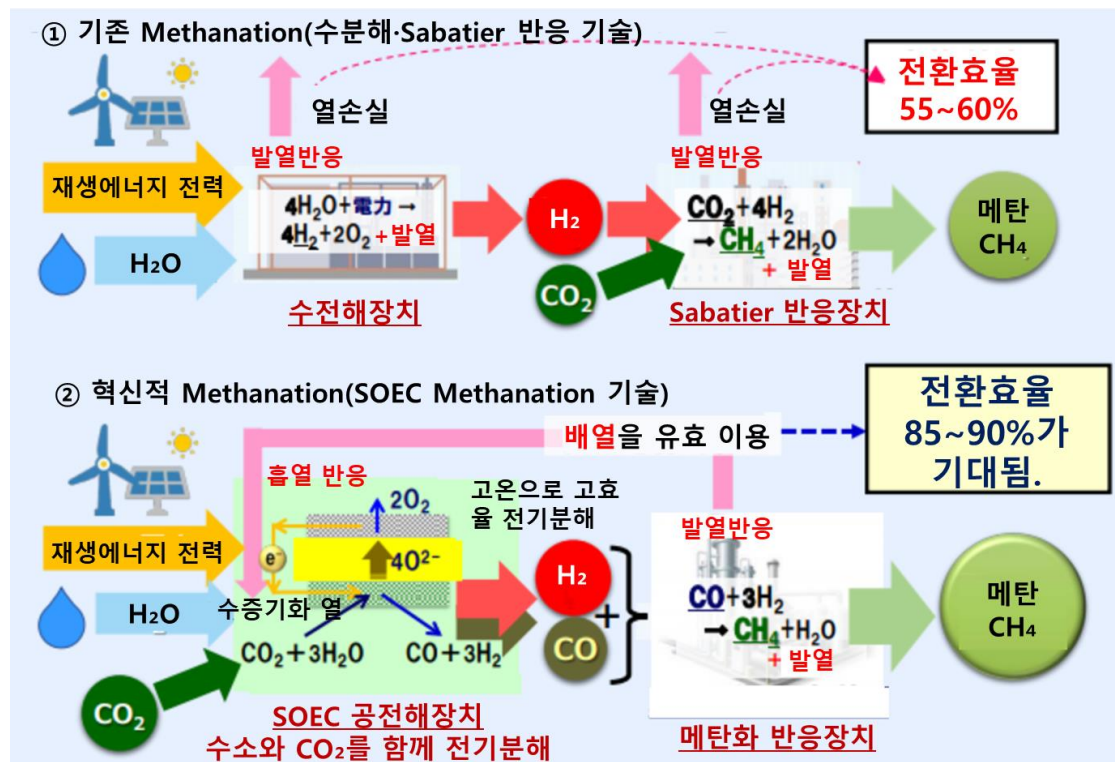 ① 기존 Methanation(수분해·Sabatier 반응 기술)
전환효율
55~60%
열손실
열손실
발열반응
발열반응
재생에너지 전력
4H₂O+電力→
4H₂+2O₂+발열
H₂
CO₂+4H₂
→CH₄+2H₂O
+ 발열
메탄
CH₄
H₂O
CO₂
수전해장치
Sabatier 반응장치
② 혁신적 Methanation(SOEC Methanation 기술)
전환효율
85~90%가
기대됨.
배열을 유효 이용
흡열 반응
2O₂
고온으로 고효
율 전기분해
발열반응
재생에너지 전력
e⁻
4O²⁻
H₂
+
CO
CO+3H₂
→CH₄+H₂O
+ 발열
메탄
CH₄
H₂O
수증기화 열
CO₂+3H₂O
CO+3H₂
CO₂
SOEC 공전해장치
수소와 CO₂를 함께 전기분해
메탄화 반응장치